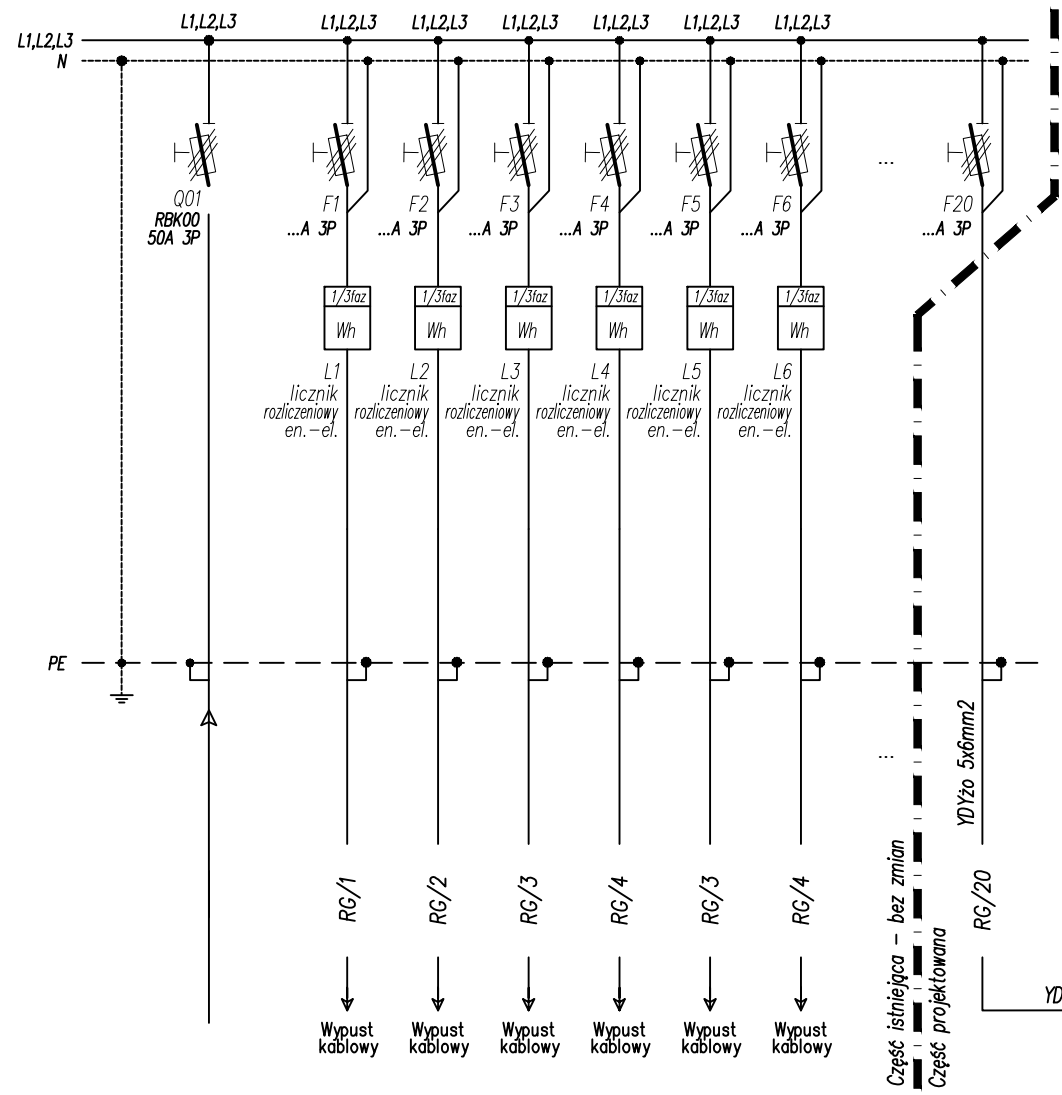 L1,L2,L3
L1,L2,L3
L1,L2,L3
L1,L2,L3
L1,L2,L3
L1,L2,L3
L1,L2,L3
L1,L2,L3
N
Q01
RBK00
50A 3P
F1
...A 3P
F2
...A 3P
F3
...A 3P
F4
...A 3P
F5
...A 3P
F6
...A 3P
...
F20
...A 3P
1/3faz
Wh
1/3faz
Wh
1/3faz
Wh
1/3faz
Wh
1/3faz
Wh
1/3faz
Wh
L1
licznik
rozliczeniowy
en.-el.
L2
licznik
rozliczeniowy
en.-el.
L3
licznik
rozliczeniowy
en.-el.
L4
licznik
rozliczeniowy
en.-el.
L5
licznik
rozliczeniowy
en.-el.
L6
licznik
rozliczeniowy
en.-el.
PE
...
YDYżo 5x6mm2
RG/1
RG/2
RG/3
RG/4
RG/3
RG/4
RG/20
Część istniejąca - bez zmian
Część projektowana
YD
Wypust
kablowy
Wypust
kablowy
Wypust
kablowy
Wypust
kablowy
Wypust
kablowy
Wypust
kablowy